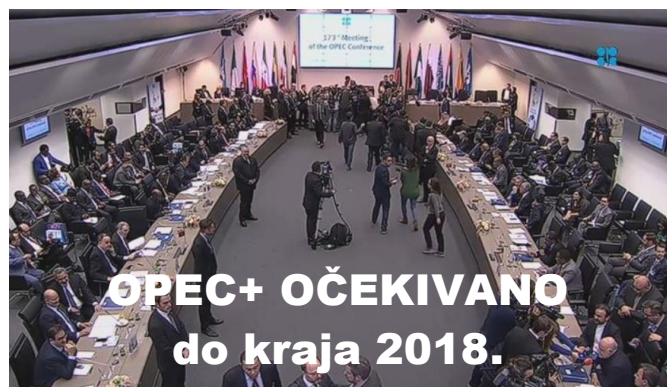 173rd Meeting
of the OPEC Conference
OPEC+ OČEKIVANO
do kraja 2018.